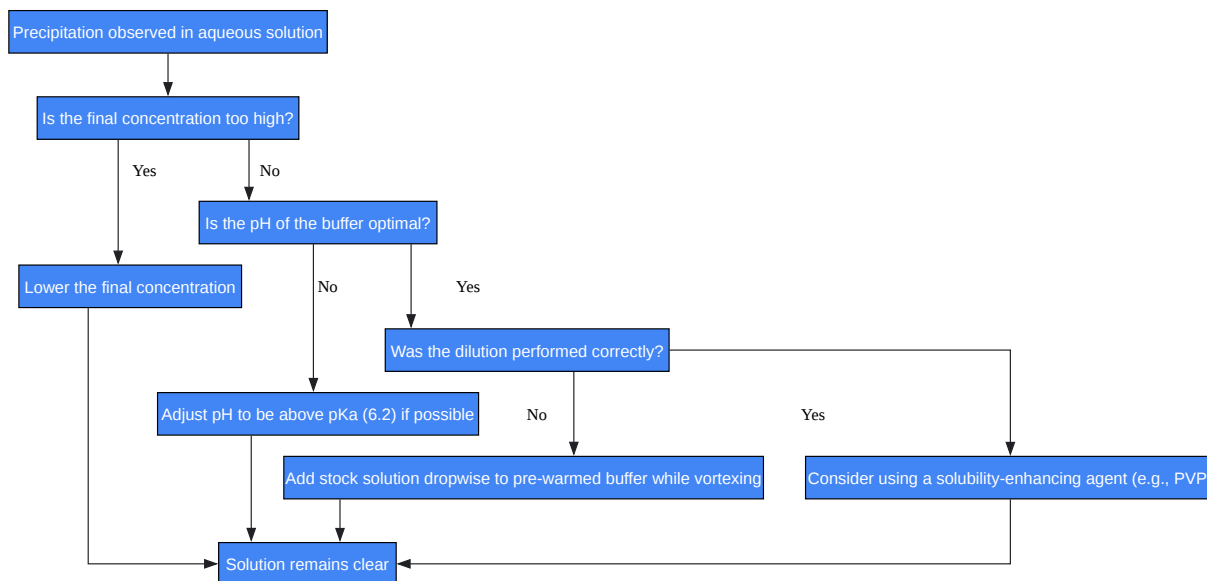 Precipitation observed in aqueous solution
Is the final concentration too high?
Yes
No
Is the pH of the buffer optimal?
Lower the final concentration
No
Yes
Was the dilution performed correctly?
Adjust pH to be above pKa (6.2) if possible
No
Yes
Add stock solution dropwise to pre-warmed buffer while vortexing
Consider using a solubility-enhancing agent (e.g., PVP
Solution remains clear